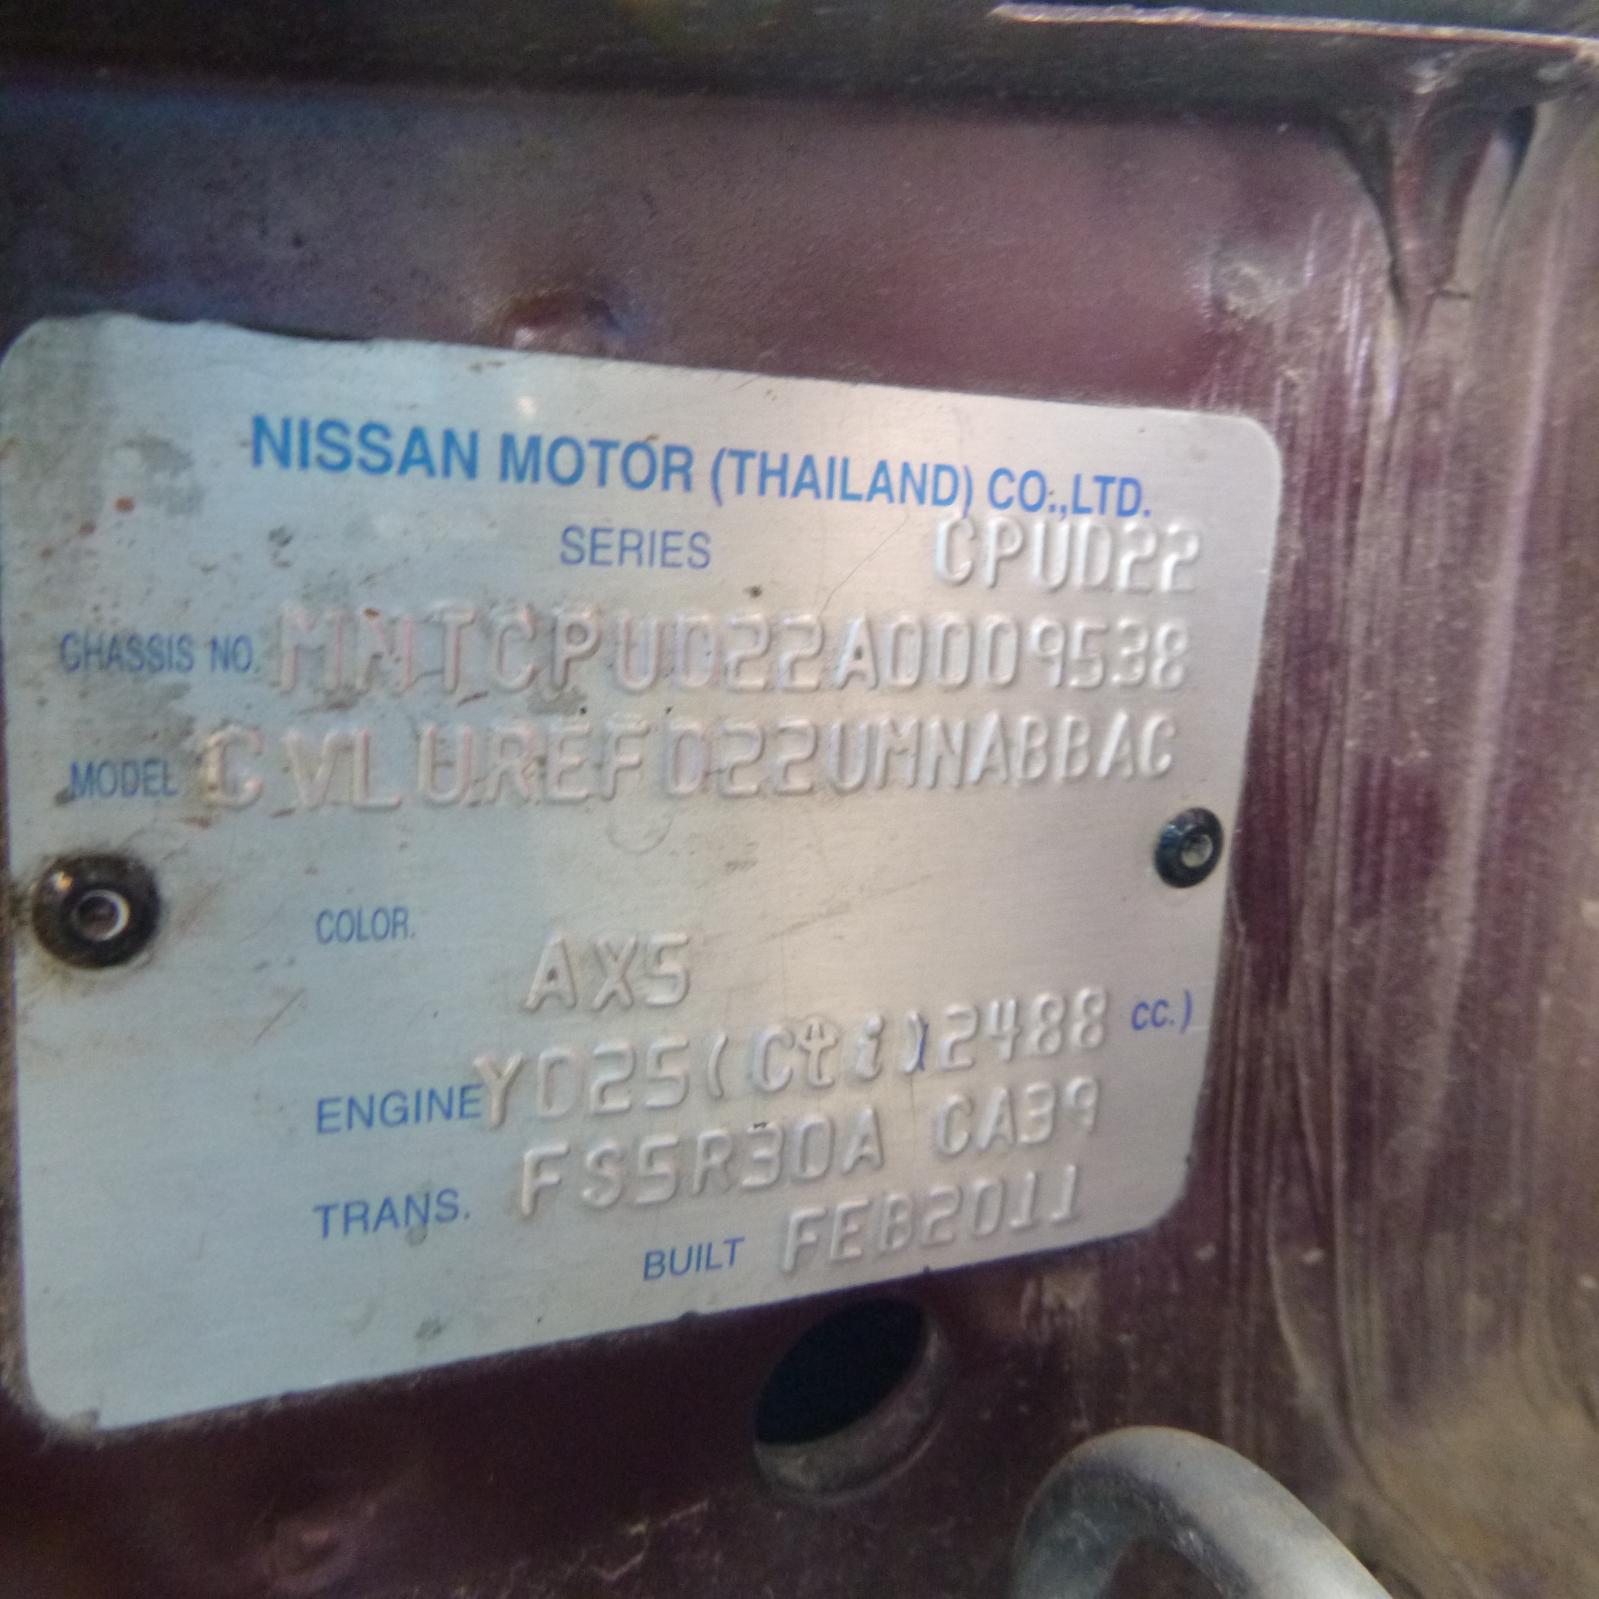 NISSAN MOTOR (THAILAND) CO.,LTD.
SERIES CPUD22
CHASSIS NO. MNTCPUD22A0009538
MODEL CVLUREFD22UMNABBAC
COLOR. AX5
ENGINE YD25(Cti)2488 cc.)
TRANS. FS5R30A CA39
BUILT FEB2011